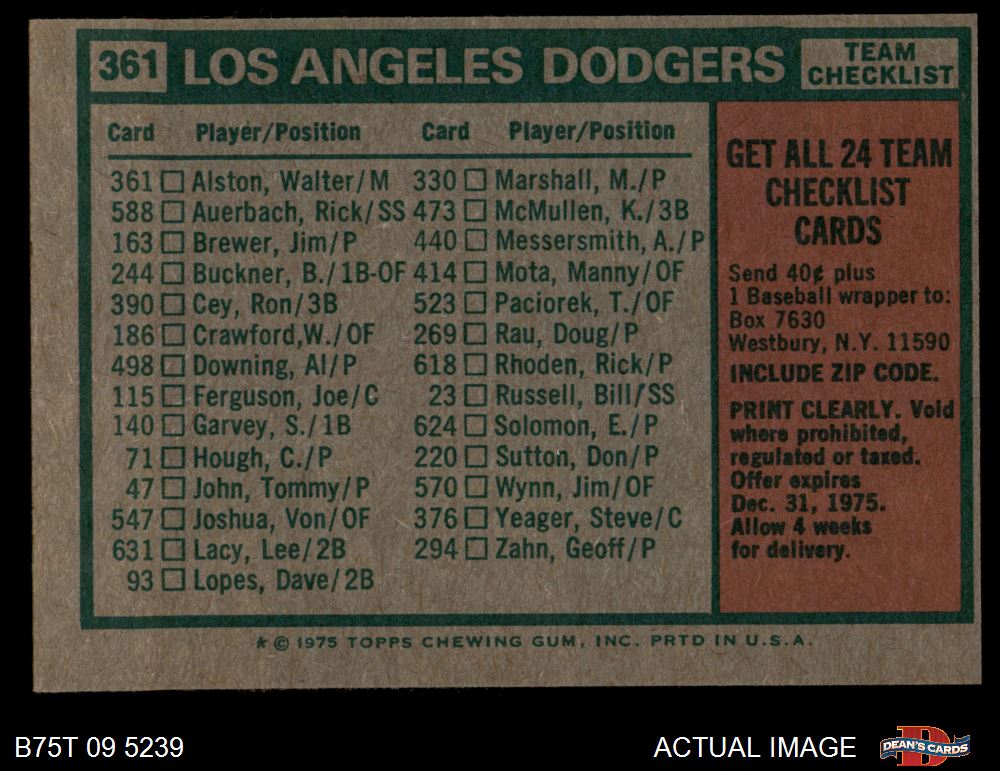 361 LOS ANGELES DODGERS TEAM CHECKLIST
Card Player/Position Card Player/Position
361 □ Alston, Walter/M 330 □ Marshall, M./P
588 □ Auerbach, Rick/SS 473 □ McMullen, K./3B
163 □ Brewer, Jim/P 440 □ Messersmith, A./P
244 □ Buckner, B./1B-OF 414 □ Mota, Manny/OF
390 □ Cey, Ron/3B 523 □ Paciorek, T./OF
186 □ Crawford,W./OF 269 □ Rau, Doug/P
498 □ Downing, Al/P 618 □ Rhoden, Rick/P
115 □ Ferguson, Joe/C 23 □ Russell, Bill/SS
140 □ Garvey, S./1B 624 □ Solomon, E./P
71 □ Hough, C./P 220 □ Sutton, Don/P
47 □ John, Tommy/P 570 □ Wynn, Jim/OF
547 □ Joshua, Von/OF 376 □ Yeager, Steve/C
631 □ Lacy, Lee/2B 294 □ Zahn, Geoff/P
93 □ Lopes, Dave/2B
GET ALL 24 TEAM
CHECKLIST
CARDS
Send 40¢ plus
1 Baseball wrapper to:
Box 7630
Westbury, N.Y. 11590
INCLUDE ZIP CODE.
PRINT CLEARLY. Void
where prohibited,
regulated or taxed.
Offer expires
Dec. 31, 1975.
Allow 4 weeks
for delivery.
* © 1975 TOPPS CHEWING GUM, INC. PRTD IN U.S.A.
B75T 09 5239 ACTUAL IMAGE D DEAN'S CARDS